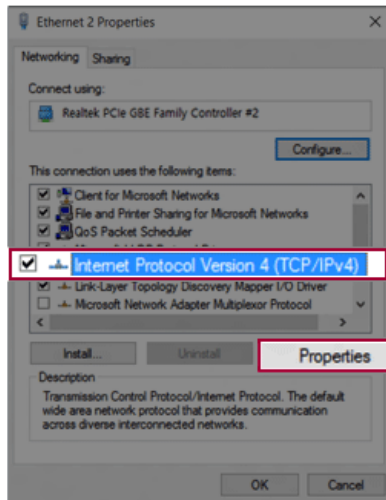 Ethernet 2 Properties
Networking Sharing
Connect using:
Realtek PCIe GBE Family Controller #2
Configure...
This connection uses the following items:
Client for Microsoft Networks
File and Printer Sharing for Microsoft Networks
QoS Packet Scheduler
Internet Protocol Version 4 (TCP/IPv4)
Link-Layer Topology Discovery Mapper I/O Driver
Microsoft Network Adapter Multiplexor Protocol
Install... Uninstall Properties
Description
Transmission Control Protocol/Internet Protocol. The default
wide area network protocol that provides communication
across diverse interconnected networks.
OK Cancel